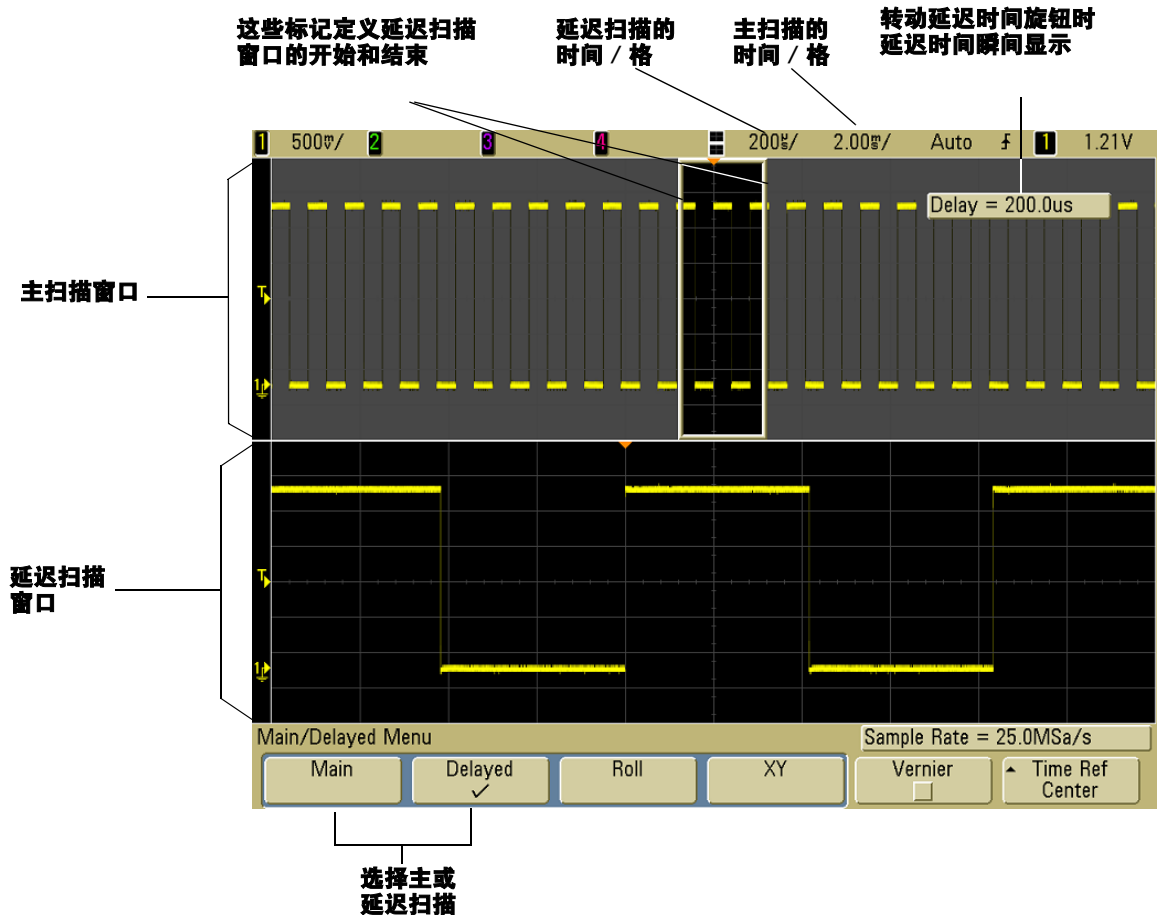 这些标记定义延迟扫描
窗口的开始和结束
延迟扫描的
时间 / 格
主扫描的
时间 / 格
转动延迟时间旋钮时
延迟时间瞬间显示
1 500mV/ 2 3 4 200us/ 2.00ms/ Auto 1 1.21V
Delay = 200.0us
主扫描窗口
T
1
延迟扫描
窗口
T
1
Main/Delayed Menu
Sample Rate = 25.0MSa/s
Main
Delayed
✓
Roll
XY
Vernier
Time Ref
Center
选择主或
延迟扫描